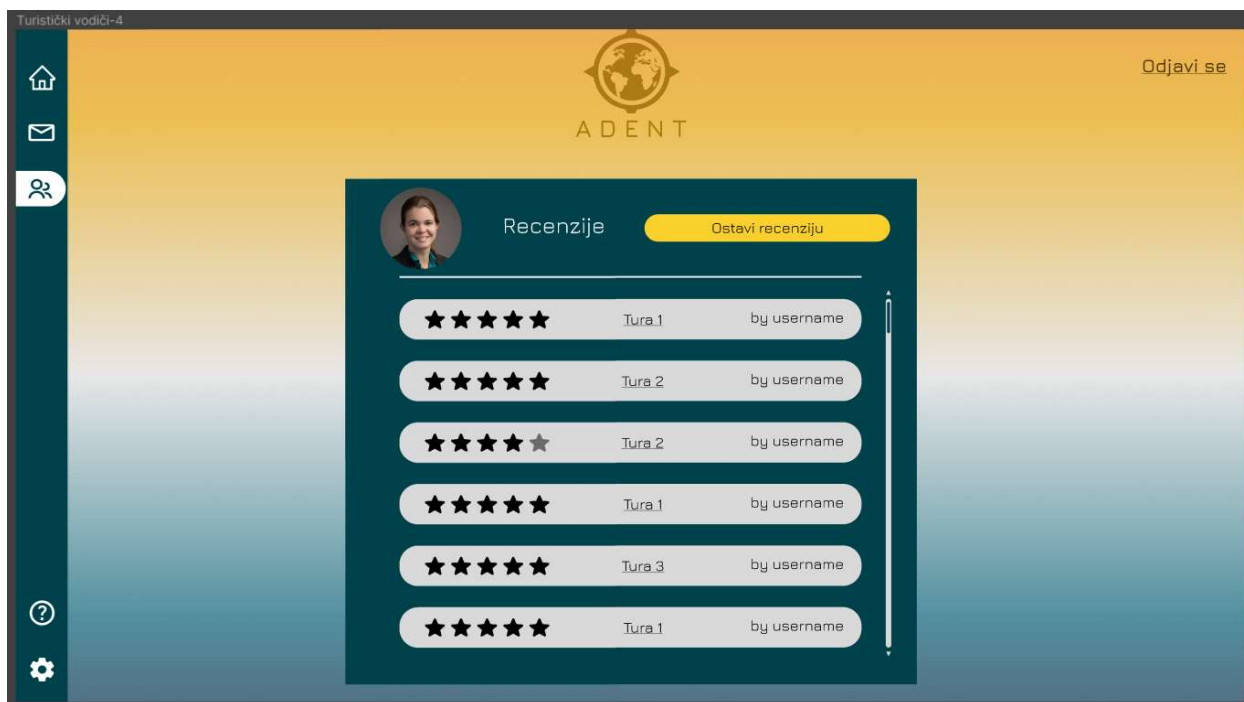 Turistički vodiči-4
Odjavi se
ADENT
Recenzije
Ostavi recenziju
Tura 1 by username
Tura 2 by username
Tura 2 by username
Tura 1 by username
Tura 3 by username
Tura 1 by username